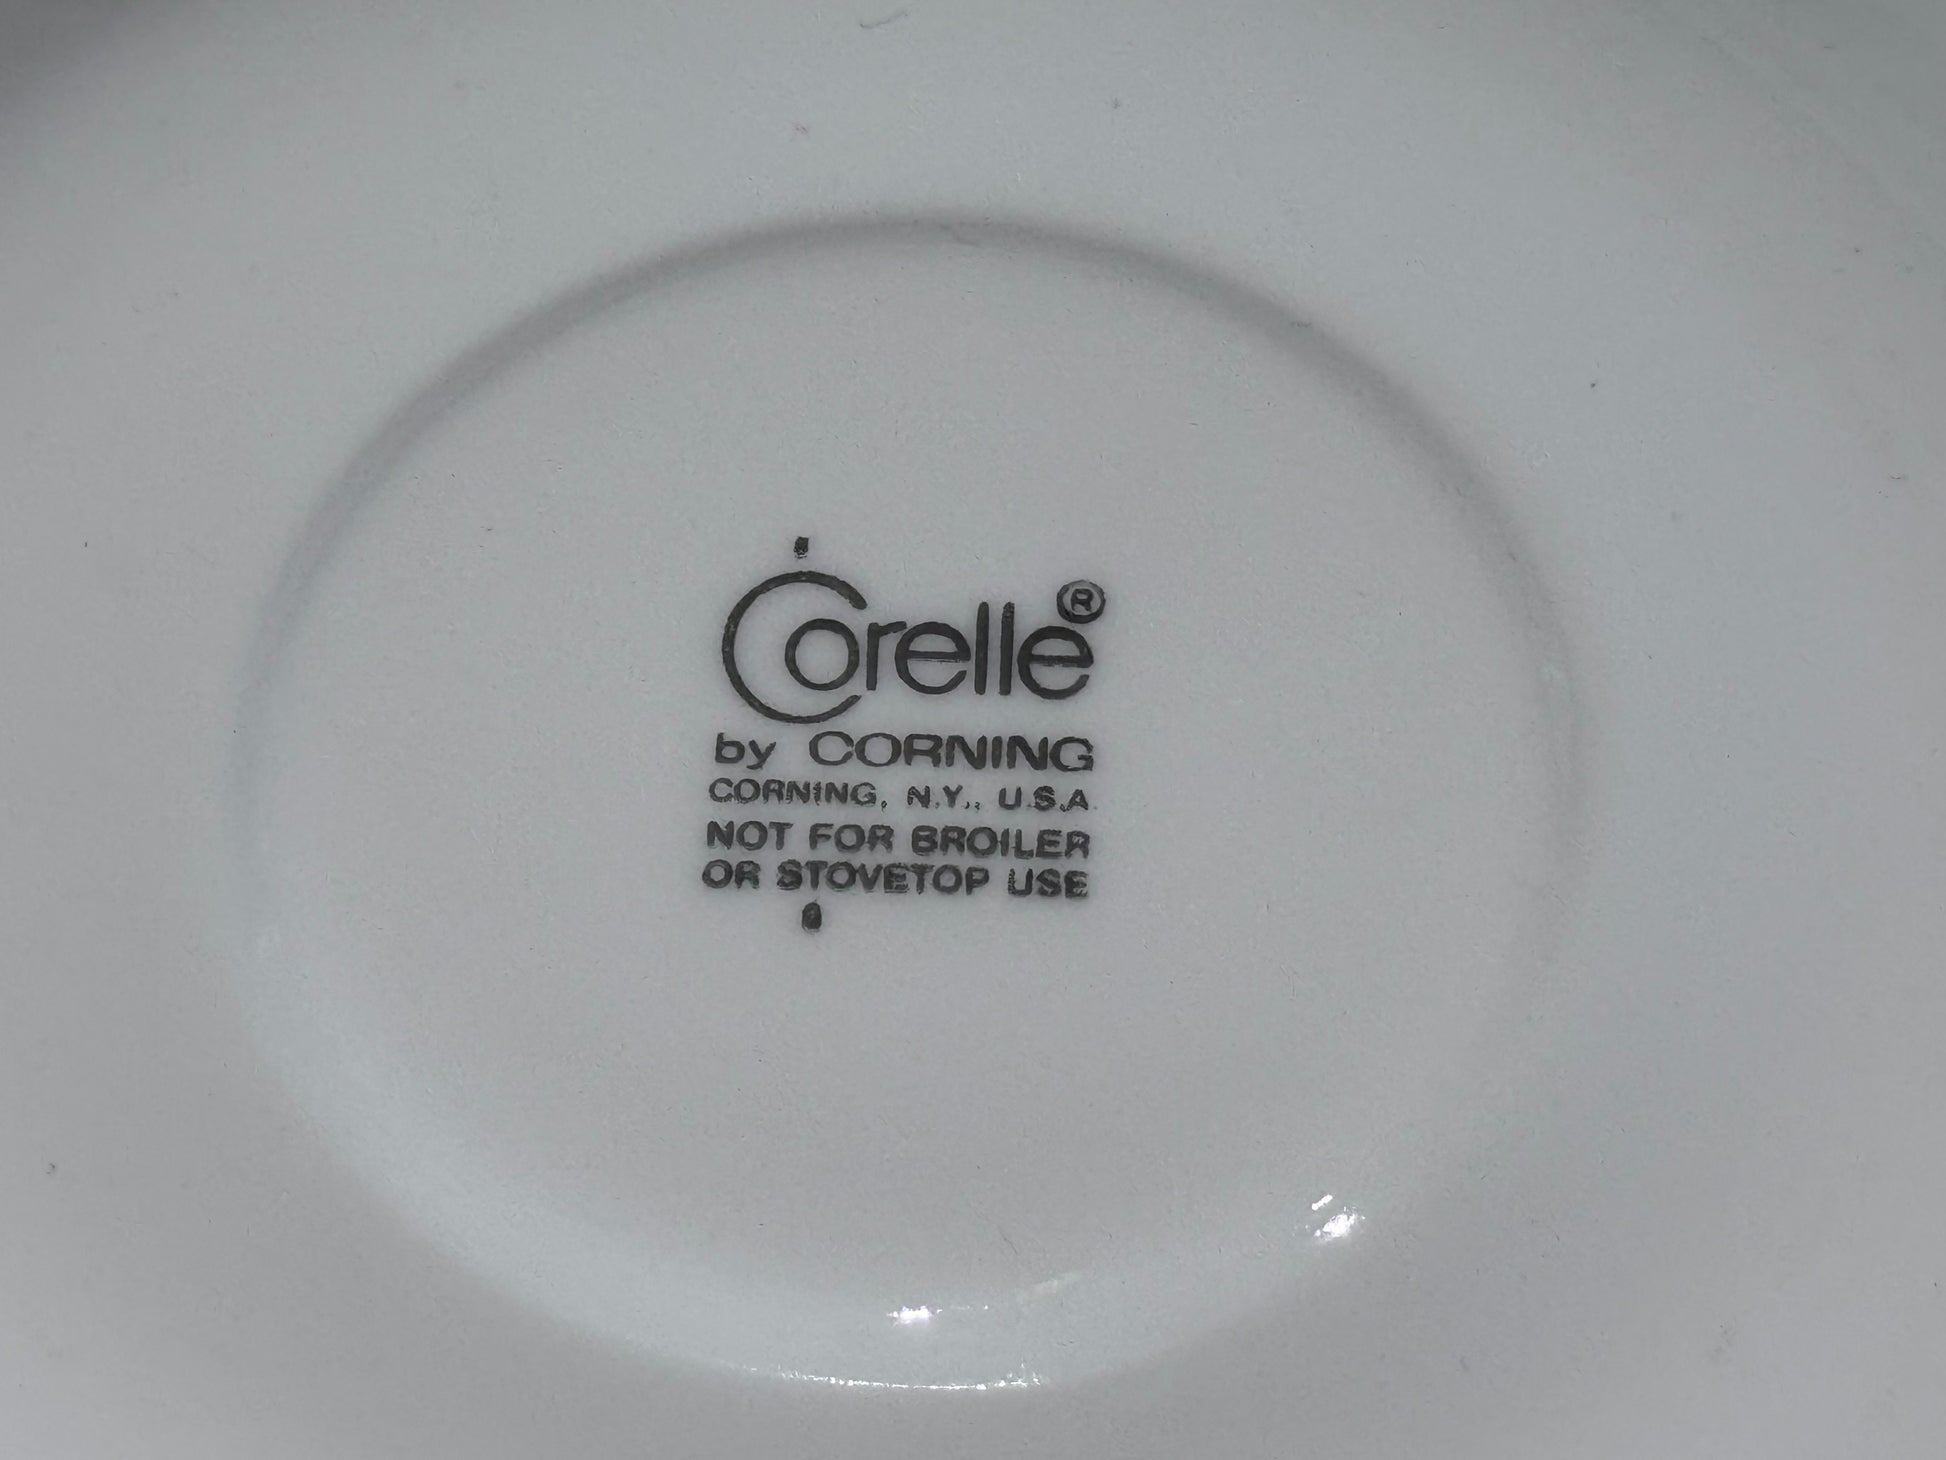 Corelle®
by CORNING
CORNING, N.Y., U.S.A.
NOT FOR BROILER
OR STOVETOP USE